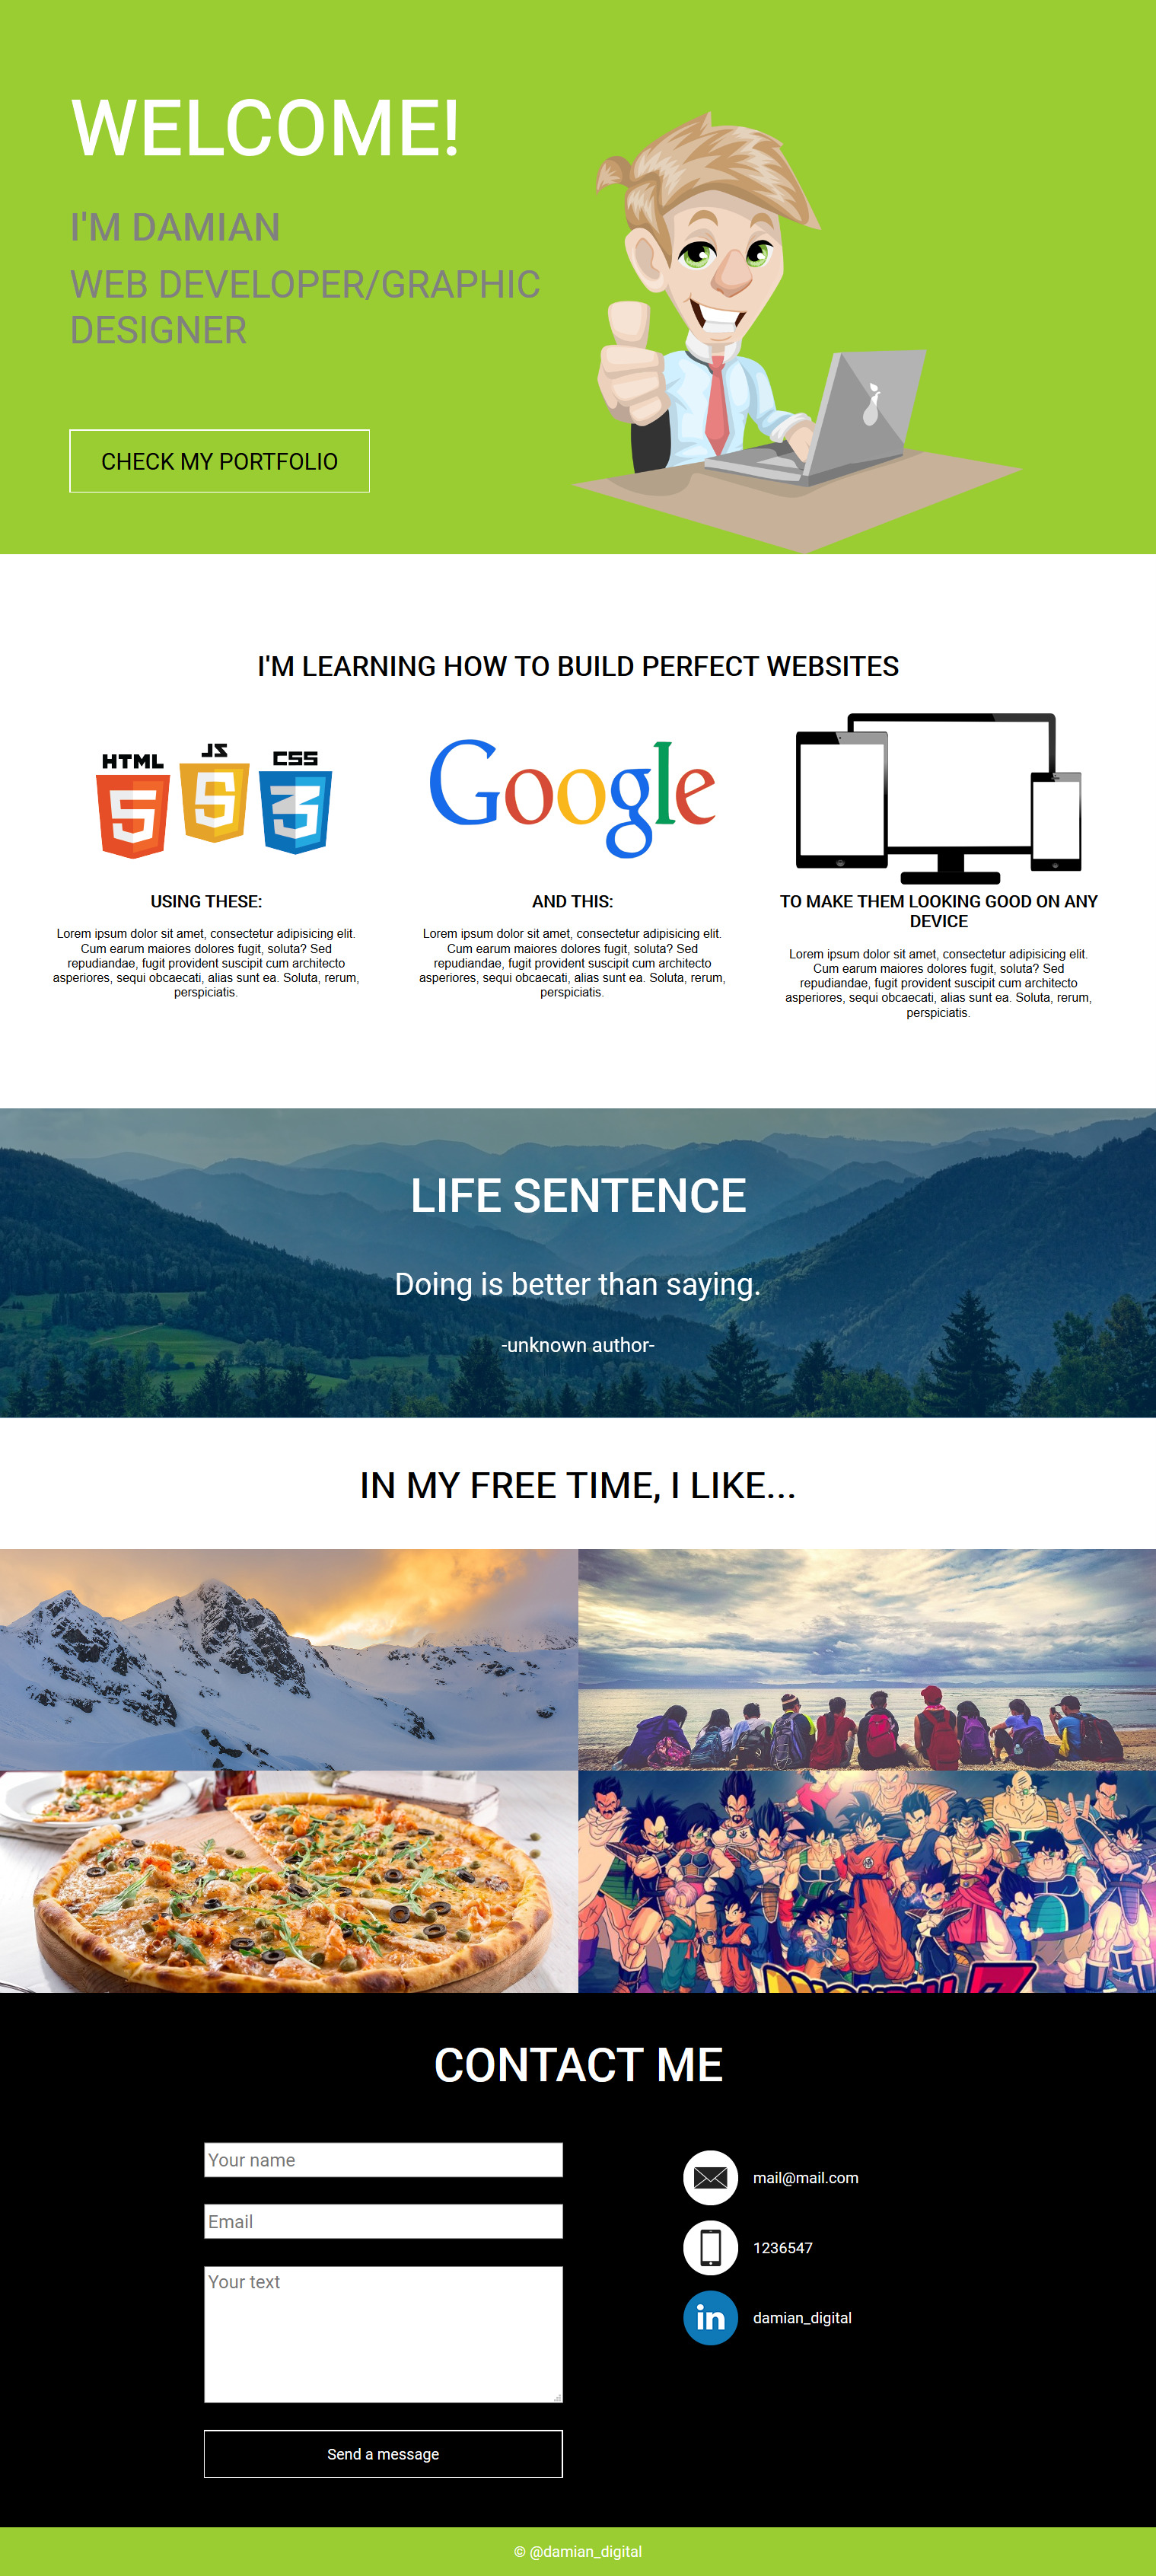 WELCOME!
I'M DAMIAN
WEB DEVELOPER/GRAPHIC
DESIGNER
CHECK MY PORTFOLIO
I'M LEARNING HOW TO BUILD PERFECT WEBSITES
HTML
5
JS
5
CSS
3
Google
USING THESE:
Lorem ipsum dolor sit amet, consectetur adipisicing elit.
Cum earum maiores dolores fugit, soluta? Sed
repudiandae, fugit provident suscipit cum architecto
asperiores, sequi obcaecati, alias sunt ea. Soluta, rerum,
perspiciatis.
AND THIS:
Lorem ipsum dolor sit amet, consectetur adipisicing elit.
Cum earum maiores dolores fugit, soluta? Sed
repudiandae, fugit provident suscipit cum architecto
asperiores, sequi obcaecati, alias sunt ea. Soluta, rerum,
perspiciatis.
TO MAKE THEM LOOKING GOOD ON ANY
DEVICE
Lorem ipsum dolor sit amet, consectetur adipisicing elit.
Cum earum maiores dolores fugit, soluta? Sed
repudiandae, fugit provident suscipit cum architecto
asperiores, sequi obcaecati, alias sunt ea. Soluta, rerum,
perspiciatis.
LIFE SENTENCE
Doing is better than saying.
-unknown author-
IN MY FREE TIME, I LIKE...
CONTACT ME
Your name
Email
Your text
Send a message
mail@mail.com
1236547
in
damian_digital
© @damian_digital